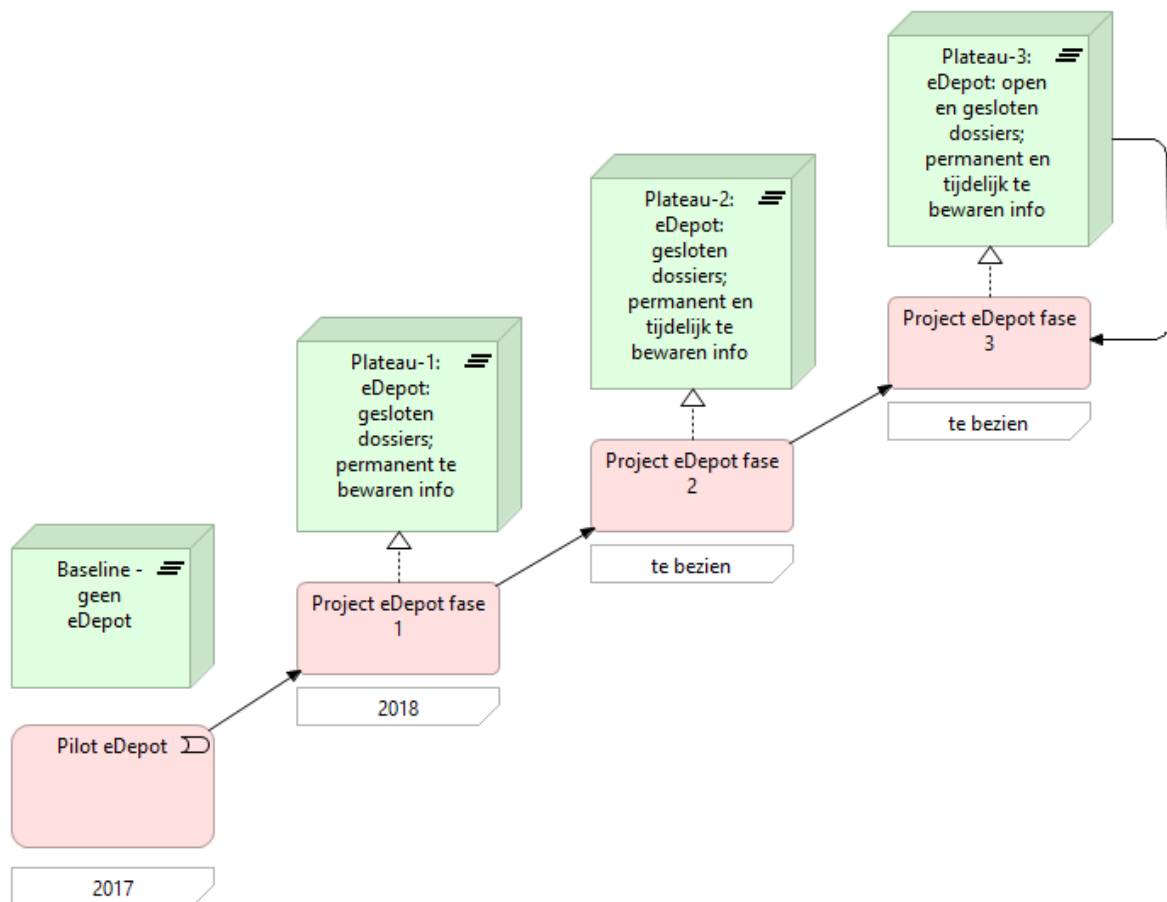 Plateau-3:
eDepot: open
en gesloten
dossiers;
permanent en
tijdelijk te
bewaren info
Project eDepot fase
3
te bezien
Plateau-2:
eDepot:
gesloten
dossiers;
permanent en
tijdelijk te
bewaren info
Project eDepot fase
2
te bezien
Plateau-1:
eDepot:
gesloten
dossiers;
permanent te
bewaren info
Project eDepot fase
1
2018
Baseline -
geen
eDepot
Pilot eDepot
2017